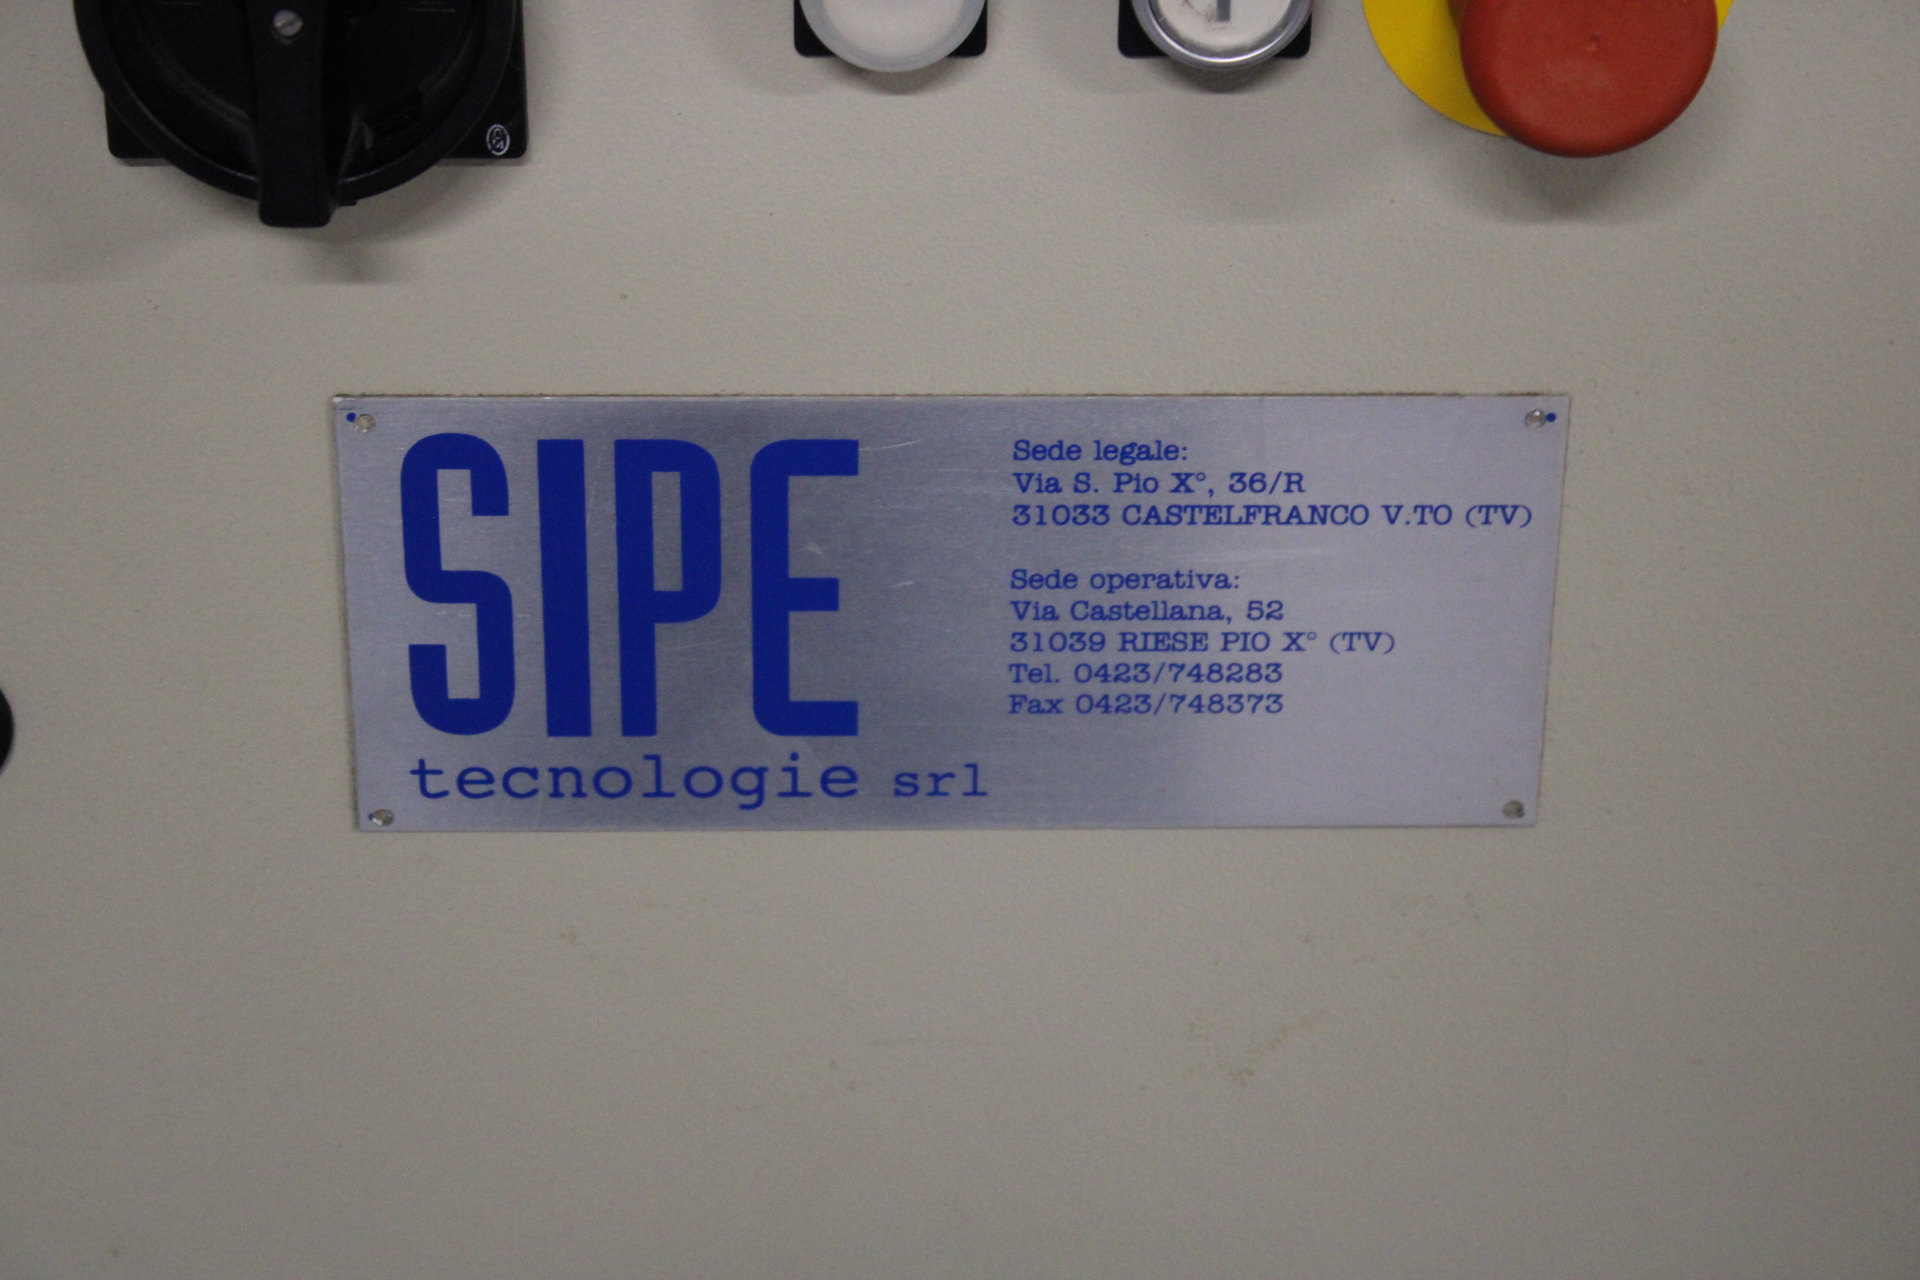 SIPE
tecnologie srl
Sede legale:
Via S. Pio X°, 36/R
31033 CASTELFRANCO V.TO (TV)
Sede operativa:
Via Castellana, 52
31039 RIESE PIO X° (TV)
Tel. 0423/748283
Fax 0423/748373